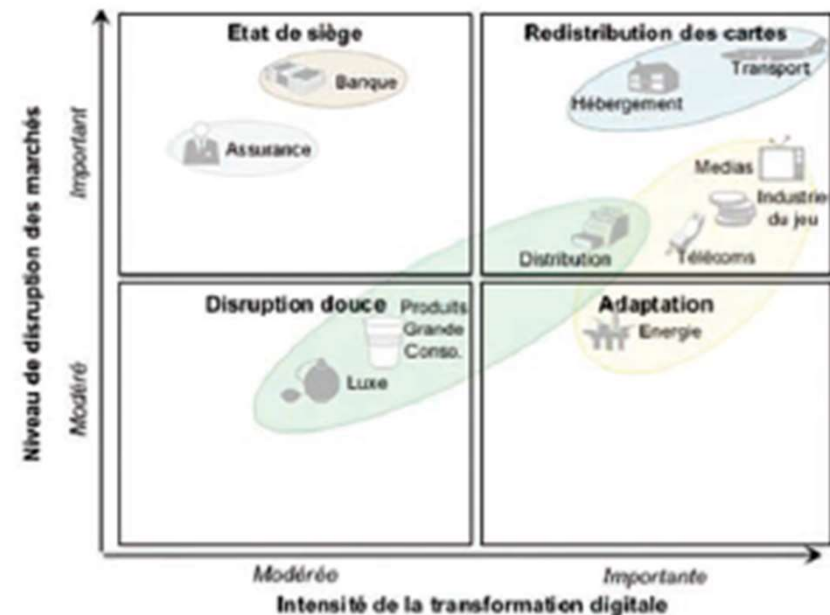 Niveau de disruption des marchés
Important
Modéré
Etat de siège
Banque
Assurance
Redistribution des cartes
Transport
Hébergement
Medias
Industrie
du jeu
Télécoms
Distribution
Disruption douce
Produits
Grande
Conso.
Luxe
Adaptation
Energie
Modérée
Importante
Intensité de la transformation digitale